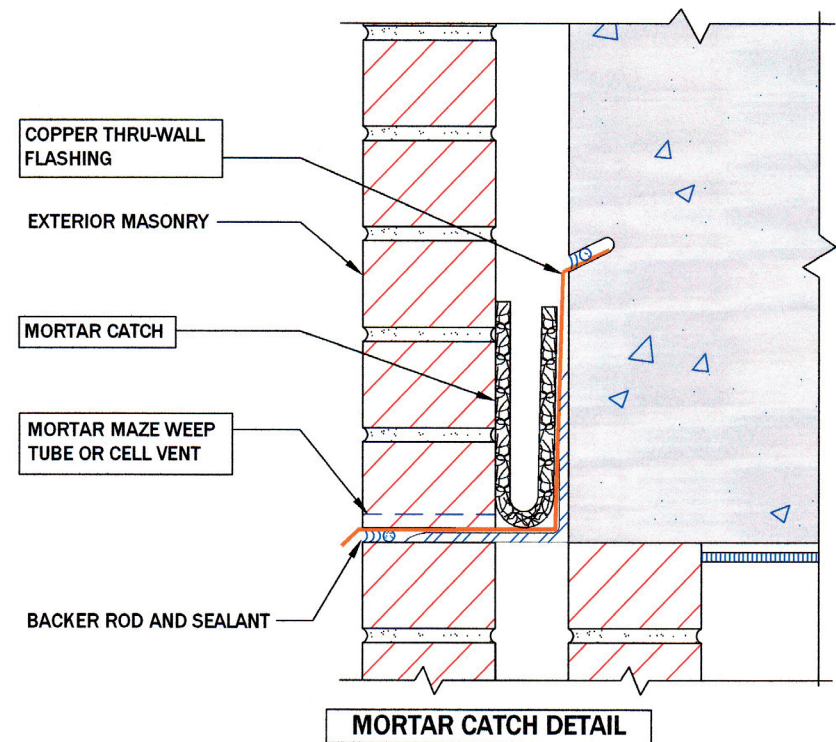 COPPER THRU-WALL
FLASHING
EXTERIOR MASONRY
MORTAR CATCH
MORTAR MAZE WEEP
TUBE OR CELL VENT
BACKER ROD AND SEALANT
MORTAR CATCH DETAIL